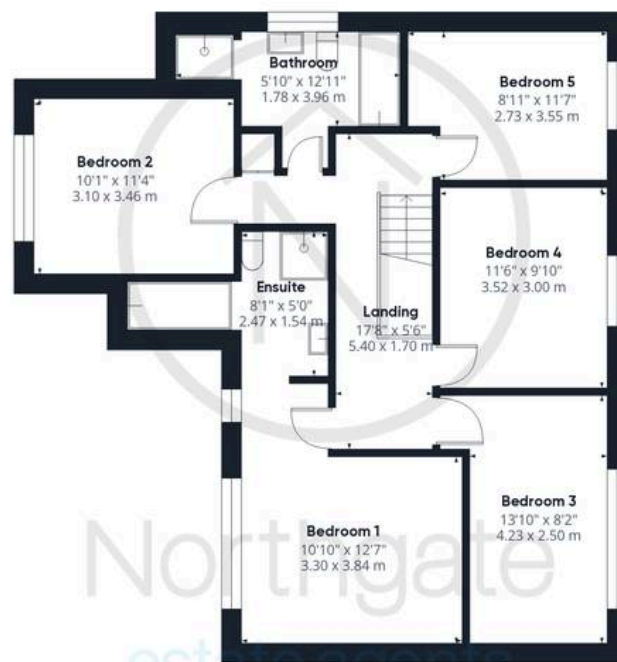 Bathroom
5'10" x 12'11"
1.78 x 3.96 m
Bedroom 5
8'11" x 11'7"
2.73 x 3.55 m
Bedroom 2
10'1" x 11'4"
3.10 x 3.46 m
Bedroom 4
11'6" x 9'10"
3.52 x 3.00 m
Ensuite
8'1" x 5'0"
2.47 x 1.54 m
Landing
17'8" x 5'6"
5.40 x 1.70 m
Bedroom 3
13'10" x 8'2"
4.23 x 2.50 m
Bedroom 1
10'10" x 12'7"
3.30 x 3.84 m
Northgate
estate agents